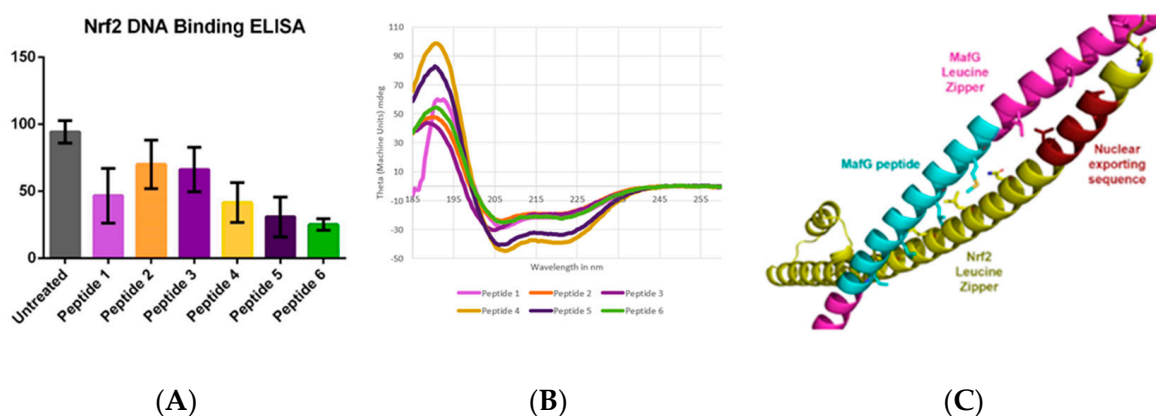 Nrf2 DNA Binding ELISA
150
100
50
0
Untreated
Peptide 1
Peptide 2
Peptide 3
Peptide 4
Peptide 5
Peptide 6
(A)
Theta (Machine Units) mdeg
110
90
70
50
30
10
-10
-30
-50
185
195
205
215
225
235
245
255
Wavelength in nm
Peptide 1
Peptide 2
Peptide 3
Peptide 4
Peptide 5
Peptide 6
(B)
MafG
Leucine
Zipper
MafG peptide
Nuclear
exporting
sequence
Nrf2
Leucine
Zipper
(C)